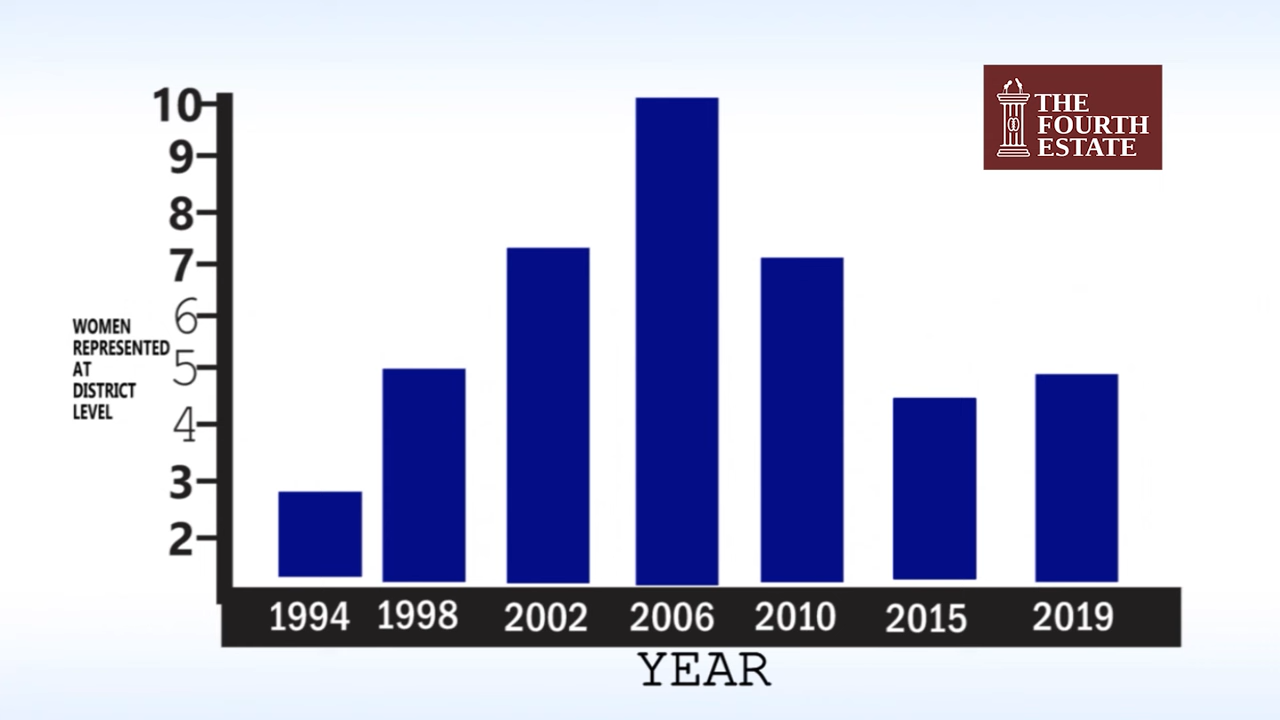 THE
FOURTH
ESTATE
10
9
8
7
6
5
4
3
2
WOMEN
REPRESENTED
AT
DISTRICT
LEVEL
1994 1998 2002 2006 2010 2015 2019
YEAR